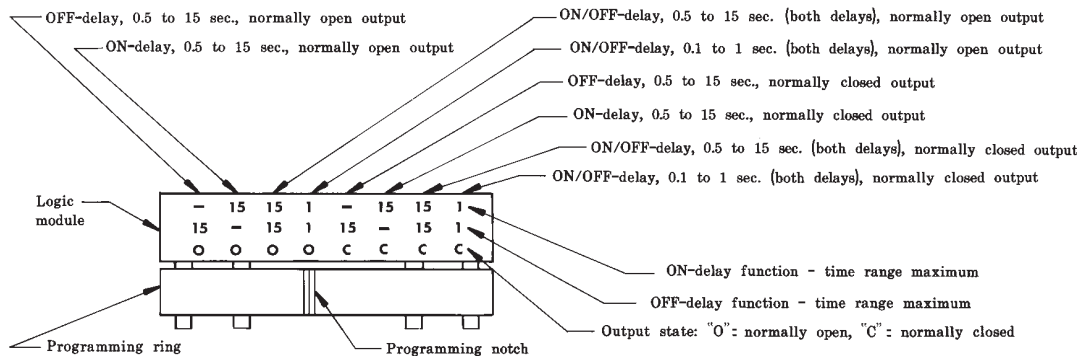 OFF-delay, 0.5 to 15 sec., normally open output
ON-delay, 0.5 to 15 sec., normally open output
ON/OFF-delay, 0.5 to 15 sec. (both delays), normally open output
ON/OFF-delay, 0.1 to 1 sec. (both delays), normally open output
OFF-delay, 0.5 to 15 sec., normally closed output
ON-delay, 0.5 to 15 sec., normally closed output
ON/OFF-delay, 0.5 to 15 sec. (both delays), normally closed output
ON/OFF-delay, 0.1 to 1 sec. (both delays), normally closed output
Logic
module
– 15 15 1 – 15 15 1
15 – 15 1 15 – 15 1
O O O O C C C C
ON-delay function - time range maximum
OFF-delay function - time range maximum
Output state: "O": normally open, "C": normally closed
Programming ring
Programming notch